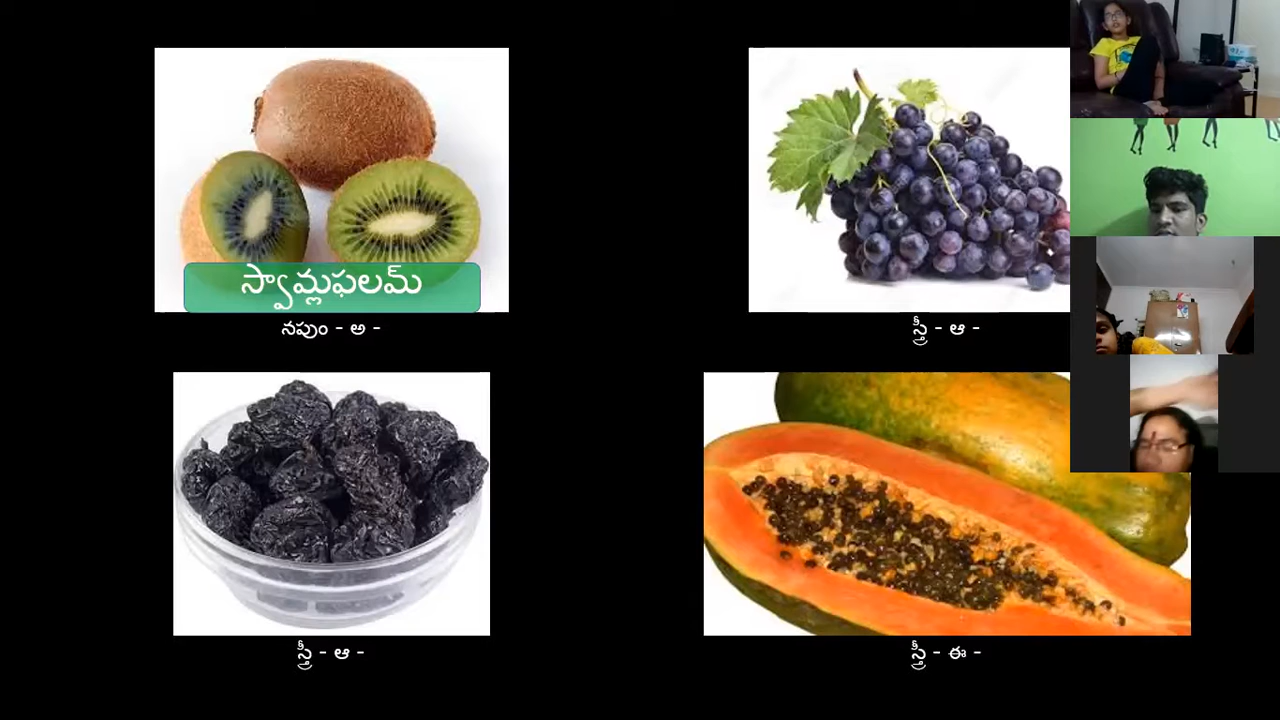 స్వామ్లఫలమ్
నపుం - అ -
స్త్రీ - ఆ -
స్త్రీ - ఆ -
స్త్రీ - ఈ -